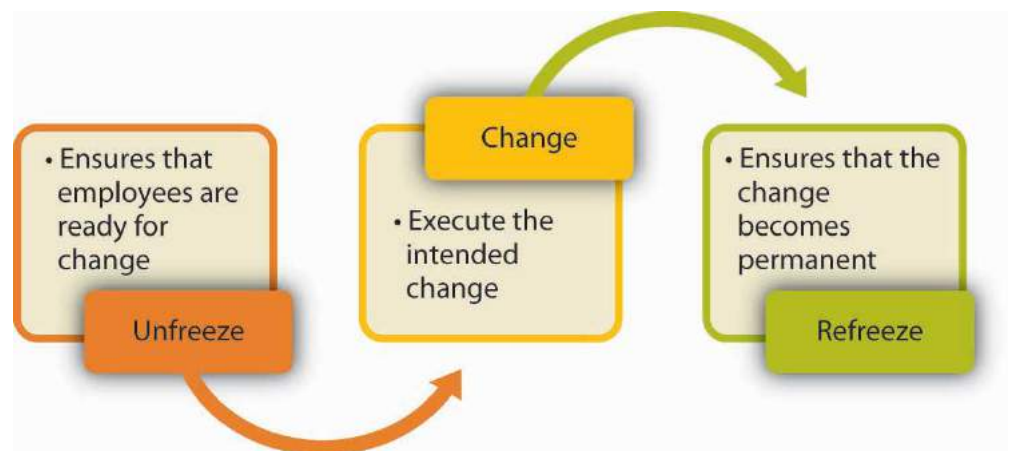 • Ensures that
employees are
ready for
change
Unfreeze
Change
• Execute the
intended
change
• Ensures that the
change
becomes
permanent
Refreeze